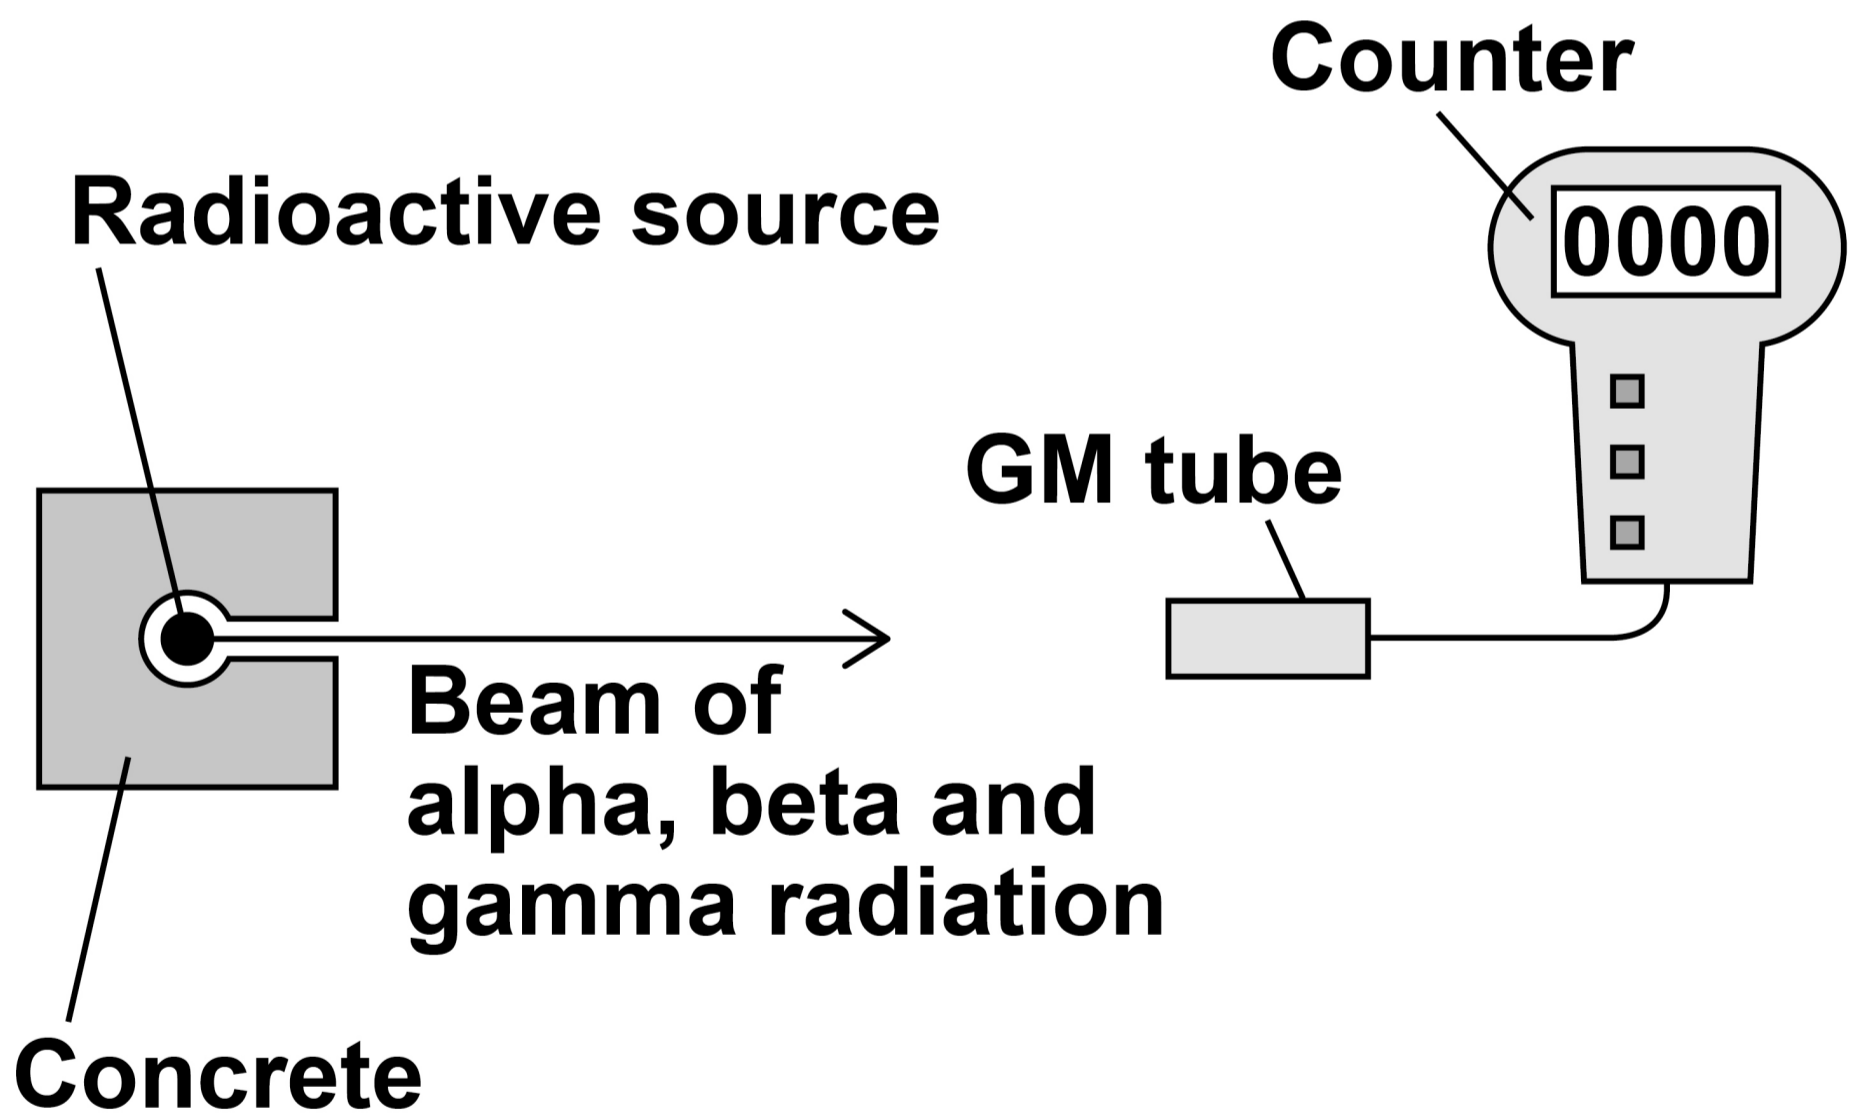 Counter
Radioactive source
0000
GM tube
Beam of
alpha, beta and
gamma radiation
Concrete